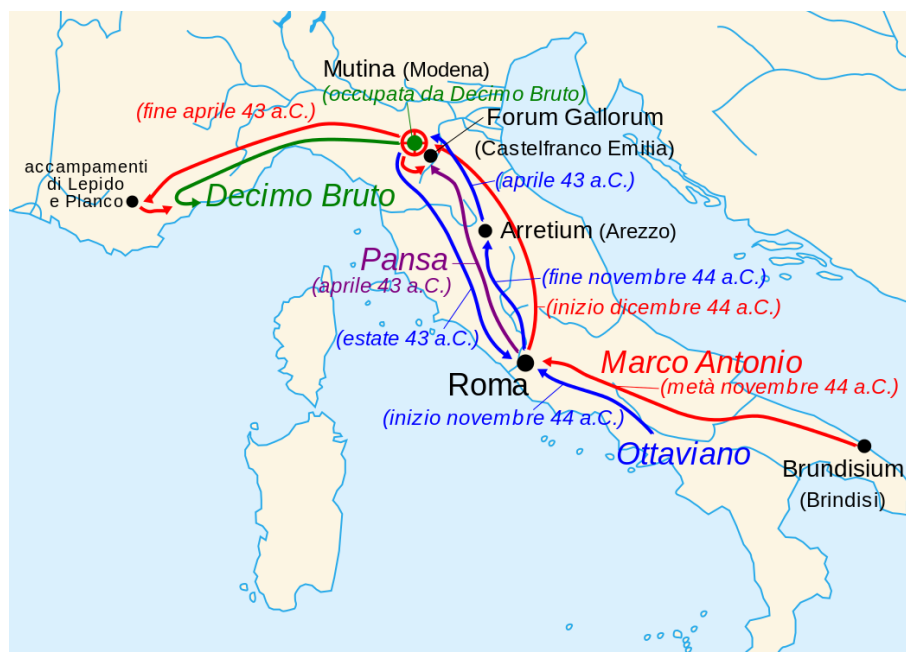 Mutina (Modena)
(occupata da Decimo Bruto)
(fine aprile 43 a.C.)
Forum Gallorum
(Castelfranco Emilia)
accampamenti
di Lepido
e Planco
(aprile 43 a.C.)
Decimo Bruto
Arretium (Arezzo)
Pansa
(aprile 43 a.C.)
(fine novembre 44 a.C.)
(inizio dicembre 44 a.C.)
(estate 43 a.C.)
Marco Antonio
(metà novembre 44 a.C.)
Roma
(inizio novembre 44 a.C.)
Ottaviano
Brundisium
(Brindisi)